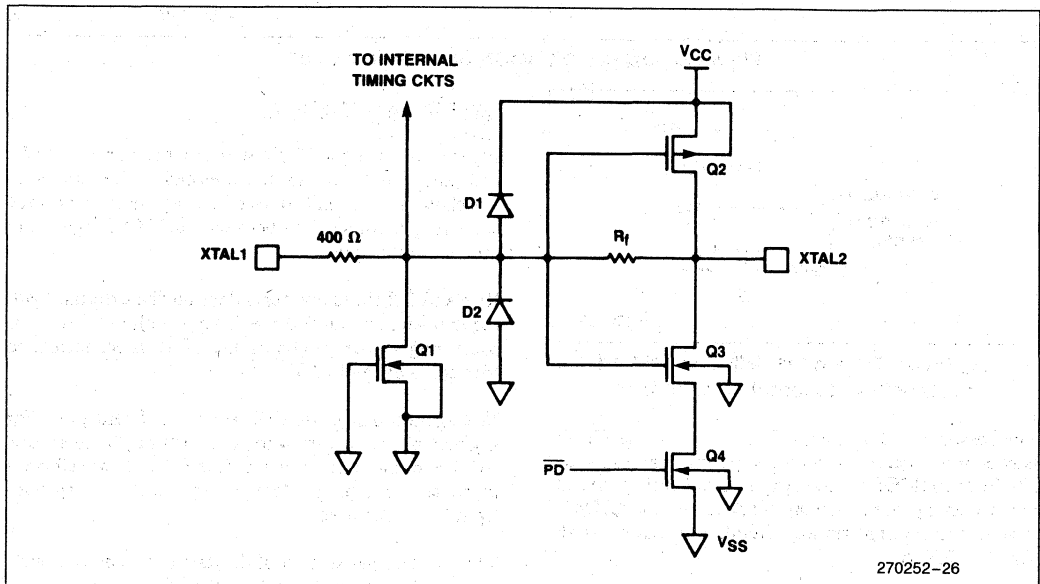 TO INTERNAL
TIMING CKTS
VCC
Q2
D1
XTAL1
400 Ω
Rf
XTAL2
D2
Q1
Q3
PD
Q4
VSS
270252–26